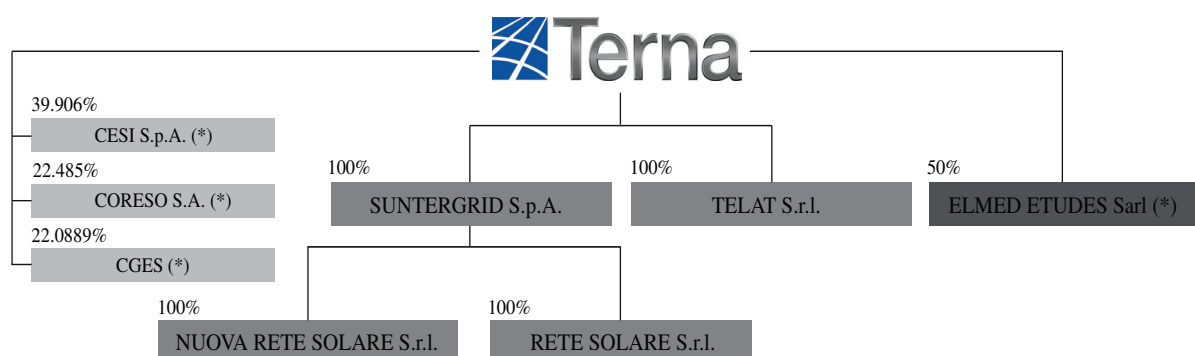 Terna
39.906%
CESI S.p.A. (*)
22.485%
CORESO S.A. (*)
22.0889%
CGES (*)
100%
SUNTERGRID S.p.A.
100%
TELAT S.r.l.
50%
ELMED ETUDES Sarl (*)
100%
NUOVA RETE SOLARE S.r.l.
100%
RETE SOLARE S.r.l.